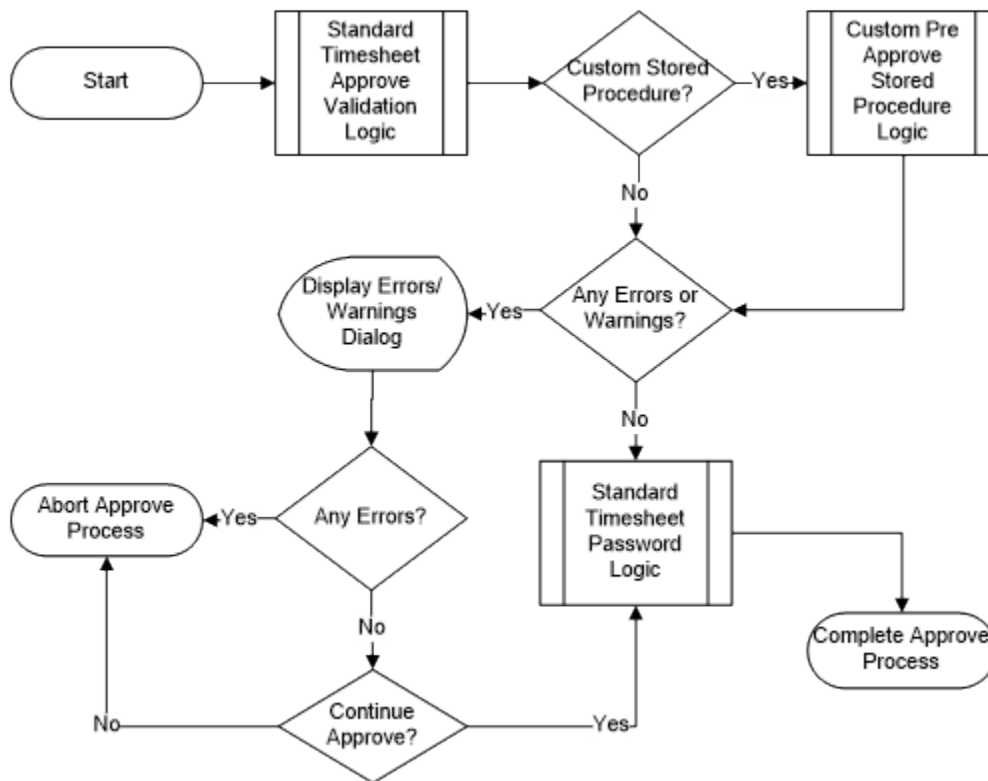 Start
Standard
Timesheet
Approve
Validation
Logic
Custom Stored
Procedure?
Yes
Custom Pre
Approve
Stored
Procedure
Logic
No
Display Errors/
Warnings
Dialog
Yes
Any Errors or
Warnings?
No
Abort Approve
Process
Yes
Any Errors?
Standard
Timesheet
Password
Logic
No
Complete Approve
Process
No
Continue
Approve?
Yes